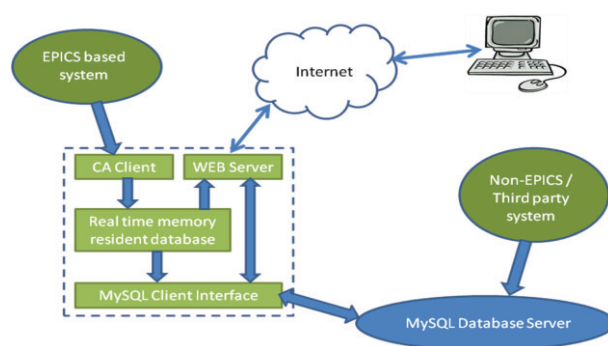 EPICS based
system
Internet
CA Client
WEB Server
Real time memory
resident database
MySQL Client Interface
Non-EPICS /
Third party
system
MySQL Database Server